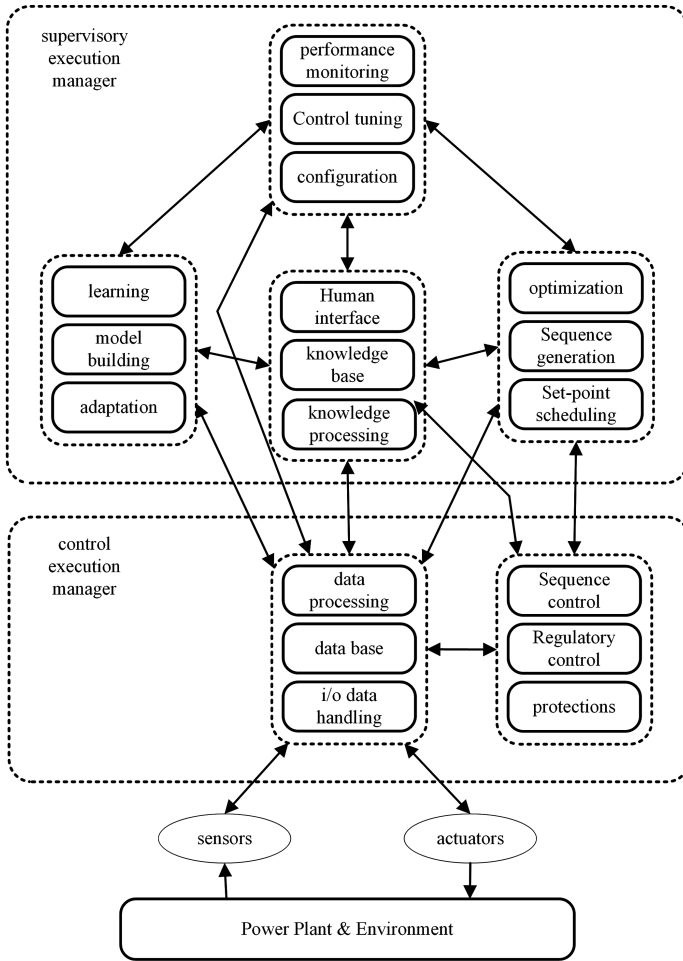 supervisory
execution
manager
performance
monitoring
Control tuning
configuration
learning
model
building
adaptation
Human
interface
knowledge
base
knowledge
processing
optimization
Sequence
generation
Set-point
scheduling
control
execution
manager
data
processing
data base
i/o data
handling
Sequence
control
Regulatory
control
protections
sensors
actuators
Power Plant & Environment